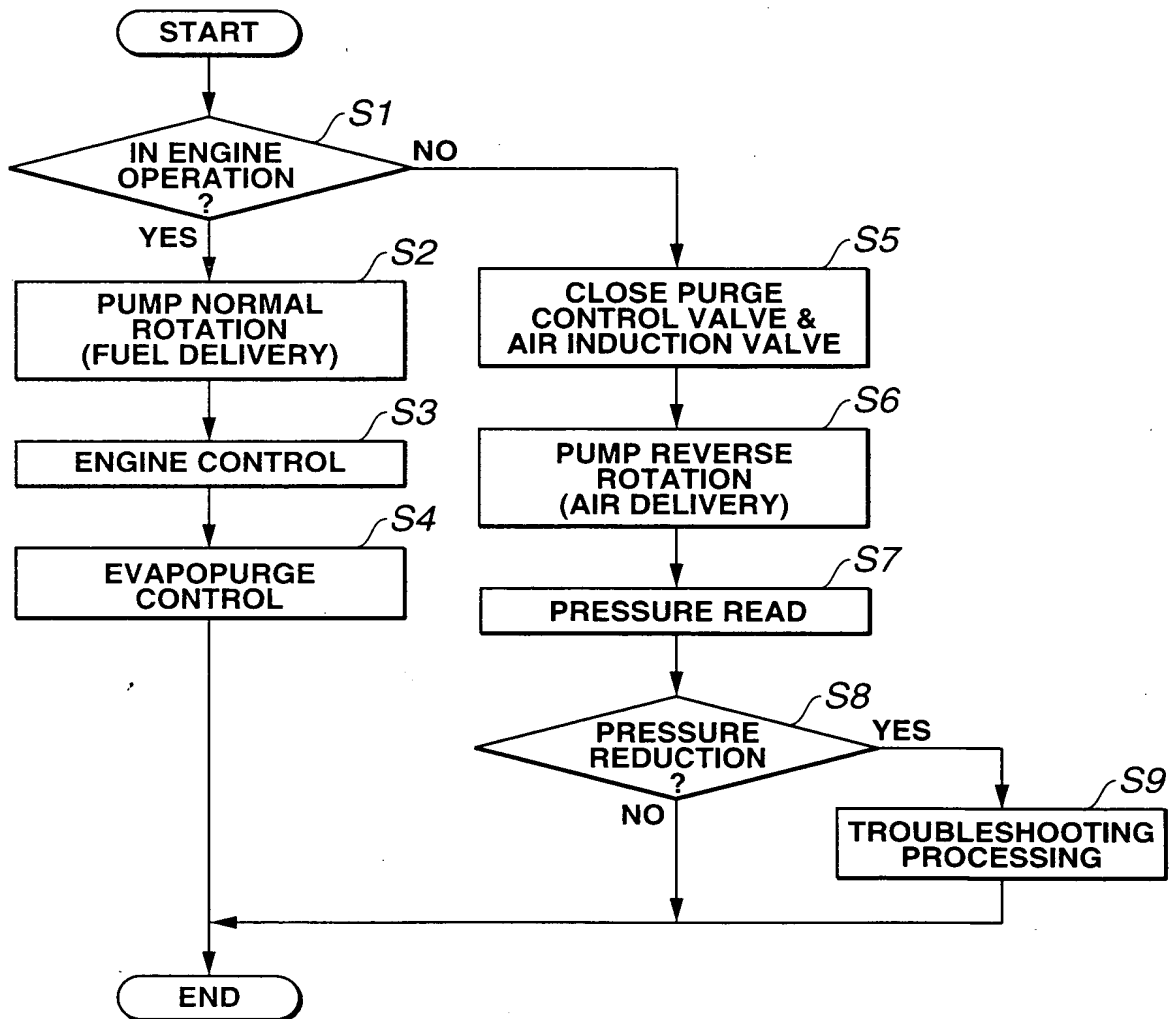 START
S1
IN ENGINE
OPERATION
?
NO
YES
S2
PUMP NORMAL
ROTATION
(FUEL DELIVERY)
S3
ENGINE CONTROL
S4
EVAPOPURGE
CONTROL
S5
CLOSE PURGE
CONTROL VALVE &
AIR INDUCTION VALVE
S6
PUMP REVERSE
ROTATION
(AIR DELIVERY)
S7
PRESSURE READ
S8
PRESSURE
REDUCTION
?
YES
NO
S9
TROUBLESHOOTING
PROCESSING
END